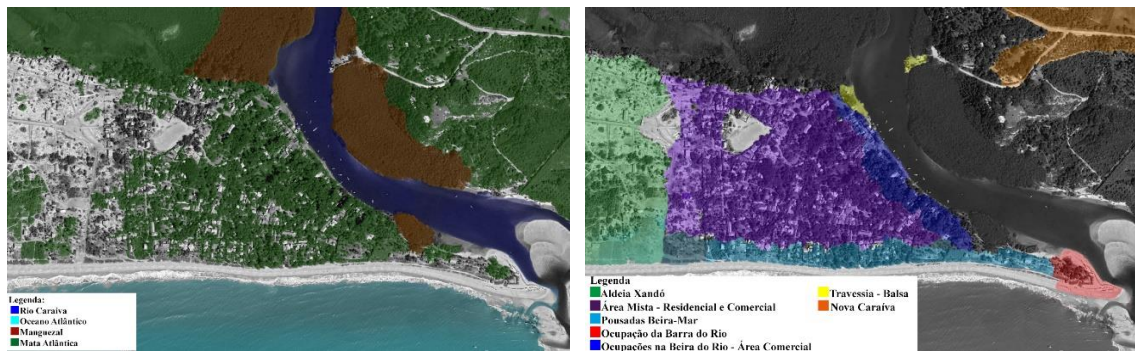 Legenda:
Rio Caraíva
Oceano Atlântico
Manguezal
Mata Atlântica
Legenda
Aldeia Xandó
Área Mista - Residencial e Comercial
Pousadas Beira-Mar
Ocupação da Barra do Rio
Ocupações na Beira do Rio - Área Comercial
Travessia - Balsa
Nova Caraíva